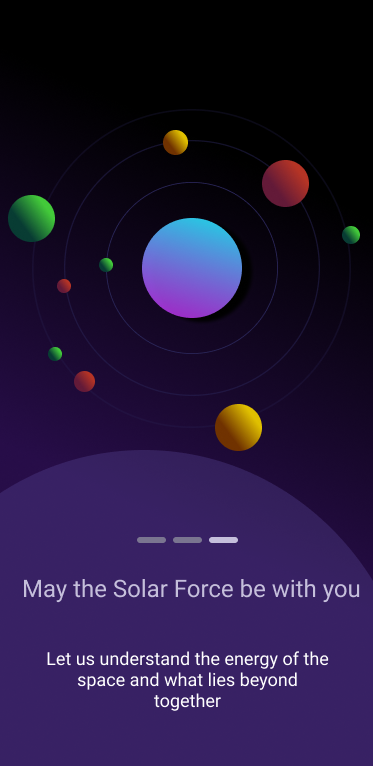 May the Solar Force be with you
Let us understand the energy of the
space and what lies beyond
together